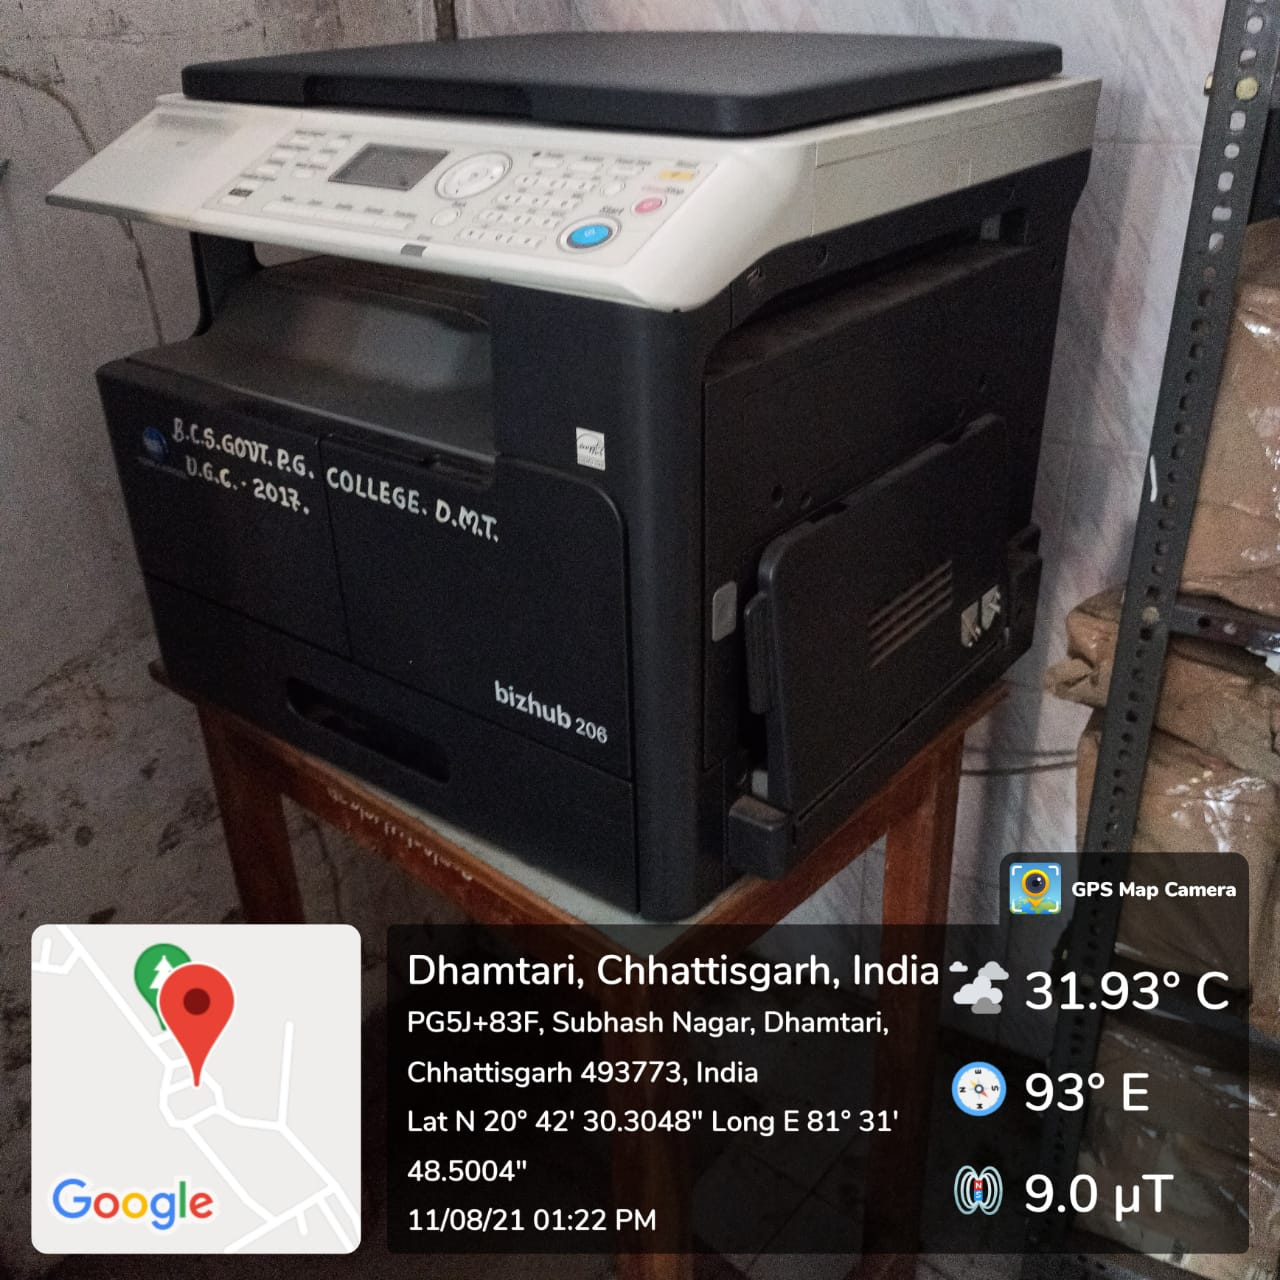 Start
B.C.S.GOVT. P.G. COLLEGE. D.M.T.
U.G.C. - 2017.
bizhub 206
GPS Map Camera
Dhamtari, Chhattisgarh, India
PG5J+83F, Subhash Nagar, Dhamtari,
Chhattisgarh 493773, India
Lat N 20° 42' 30.3048" Long E 81° 31'
48.5004"
11/08/21 01:22 PM
31.93° C
93° E
9.0 µT
Google